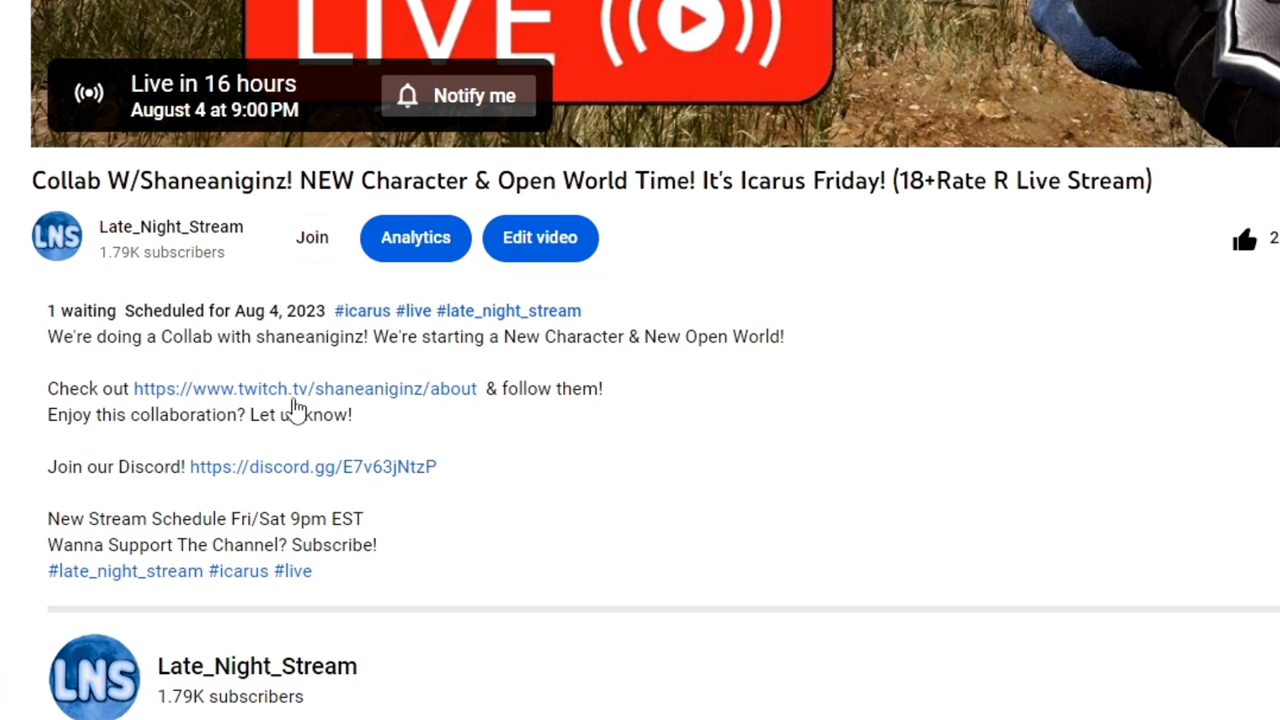 LIVE
Live in 16 hours
August 4 at 9:00 PM
Notify me
Collab W/Shaneaniginz! NEW Character & Open World Time! It's Icarus Friday! (18+Rate R Live Stream)
LNS
Late_Night_Stream
1.79K subscribers
Join
Analytics
Edit video
2
1 waiting Scheduled for Aug 4, 2023 #icarus #live #late_night_stream
We're doing a Collab with shaneaniginz! We're starting a New Character & New Open World!
Check out https://www.twitch.tv/shaneaniginz/about & follow them!
Enjoy this collaboration? Let us know!
Join our Discord! https://discord.gg/E7v63jNtzP
New Stream Schedule Fri/Sat 9pm EST
Wanna Support The Channel? Subscribe!
#late_night_stream #icarus #live
LNS
Late_Night_Stream
1.79K subscribers